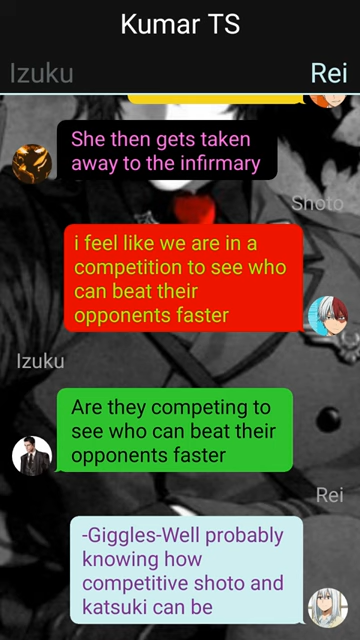 Kumar TS
Izuku
Rei
She then gets taken
away to the infirmary
Shoto
i feel like we are in a
competition to see who
can beat their
opponents faster
Izuku
Are they competing to
see who can beat their
opponents faster
Rei
-Giggles-Well probably
knowing how
competitive shoto and
katsuki can be